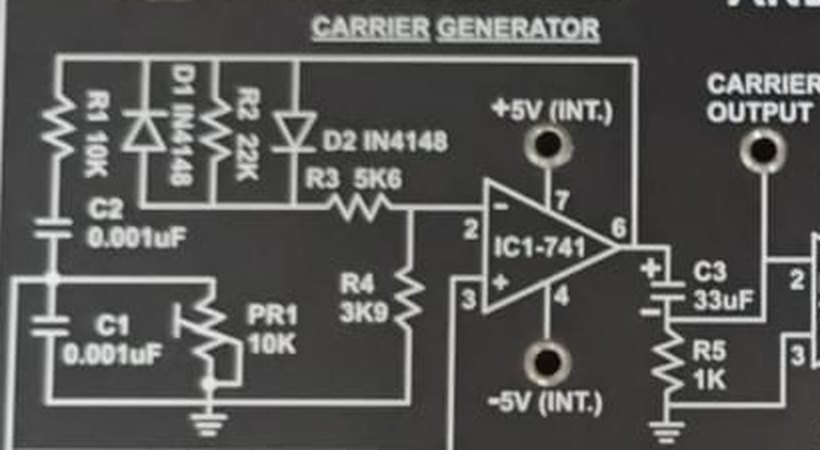 CARRIER GENERATOR
CARRIER
OUTPUT
+5V (INT.)
R1 10K
D1 IN4148
R2 22K
D2 IN4148
R3 5K6
C2
0.001uF
2
-
7
6
IC1-741
+
3
4
R4
3K9
C1
0.001uF
PR1
10K
-5V (INT.)
+
C3
33uF
-
R5
1K
2
3